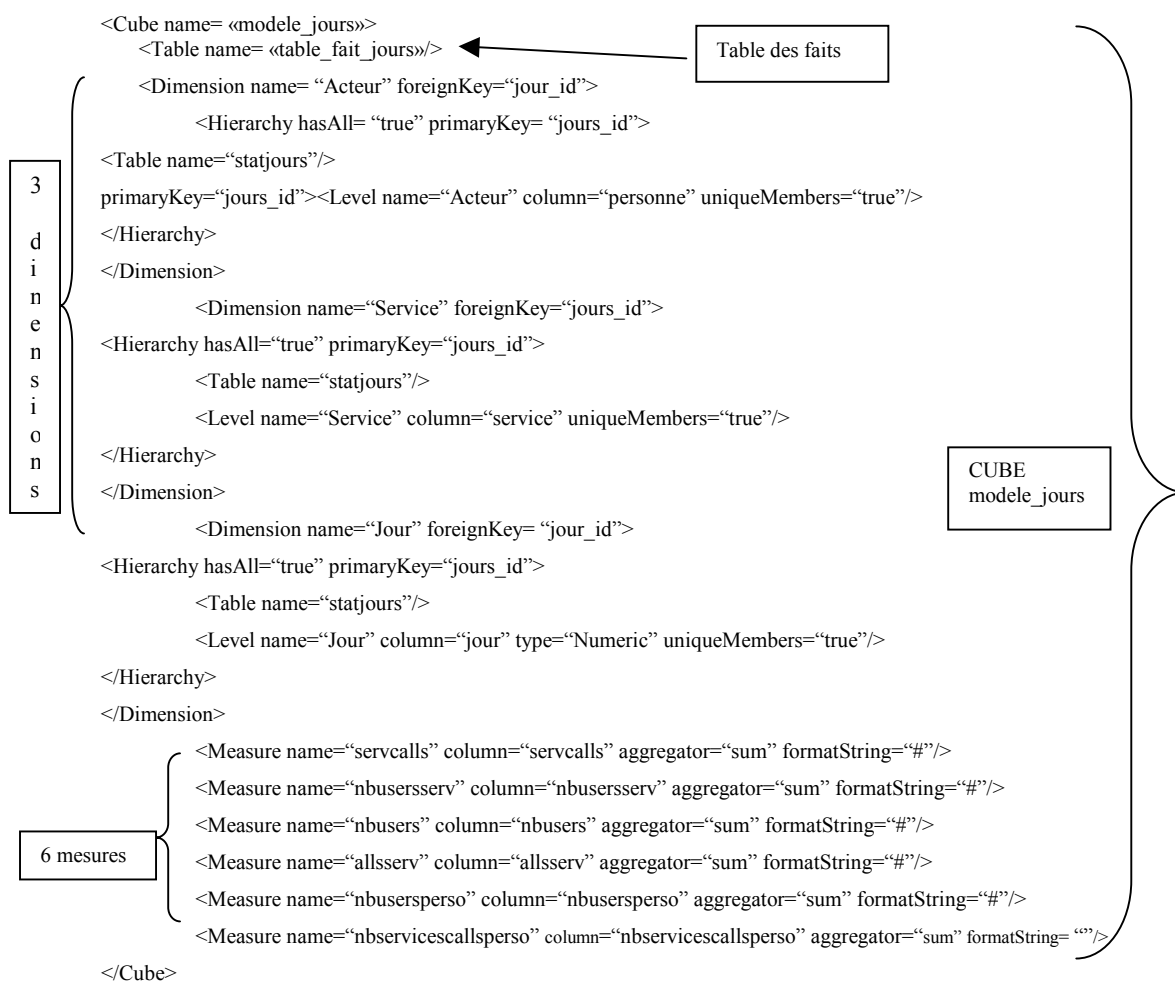 <Cube name= «modele_jours»>
<Table name= «table_fait_jours»/>
Table des faits
<Dimension name= “Acteur” foreignKey=“jour_id”>
<Hierarchy hasAll= “true” primaryKey= “jours_id”>
<Table name=“statjours”/>
primaryKey=“jours_id”><Level name=“Acteur” column=“personne” uniqueMembers=“true”/>
</Hierarchy>
</Dimension>
3 dimensions
<Dimension name=“Service” foreignKey=“jours_id”>
<Hierarchy hasAll=“true” primaryKey=“jours_id”>
<Table name=“statjours”/>
<Level name=“Service” column=“service” uniqueMembers=“true”/>
</Hierarchy>
</Dimension>
CUBE
modele_jours
<Dimension name=“Jour” foreignKey= “jour_id”>
<Hierarchy hasAll=“true” primaryKey=“jours_id”>
<Table name=“statjours”/>
<Level name=“Jour” column=“jour” type=“Numeric” uniqueMembers=“true”/>
</Hierarchy>
</Dimension>
<Measure name=“servcalls” column=“servcalls” aggregator=“sum” formatString=“#”/>
<Measure name=“nbusersserv” column=“nbusersserv” aggregator=“sum” formatString=“#”/>
<Measure name=“nbusers” column=“nbusers” aggregator=“sum” formatString=“#”/>
6 mesures
<Measure name=“allsserv” column=“allsserv” aggregator=“sum” formatString=“#”/>
<Measure name=“nbusersperso” column=“nbusersperso” aggregator=“sum” formatString=“#”/>
<Measure name=“nbservicescallsperso” column=“nbservicescallsperso” aggregator=“sum” formatString= “”/>
</Cube>